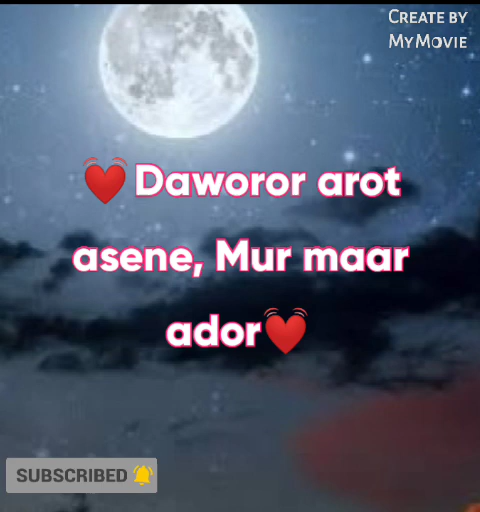 CREATE BY
MYMOVIE
💓Daworor arot
asene, Mur maar
ador💓
SUBSCRIBED 🔔